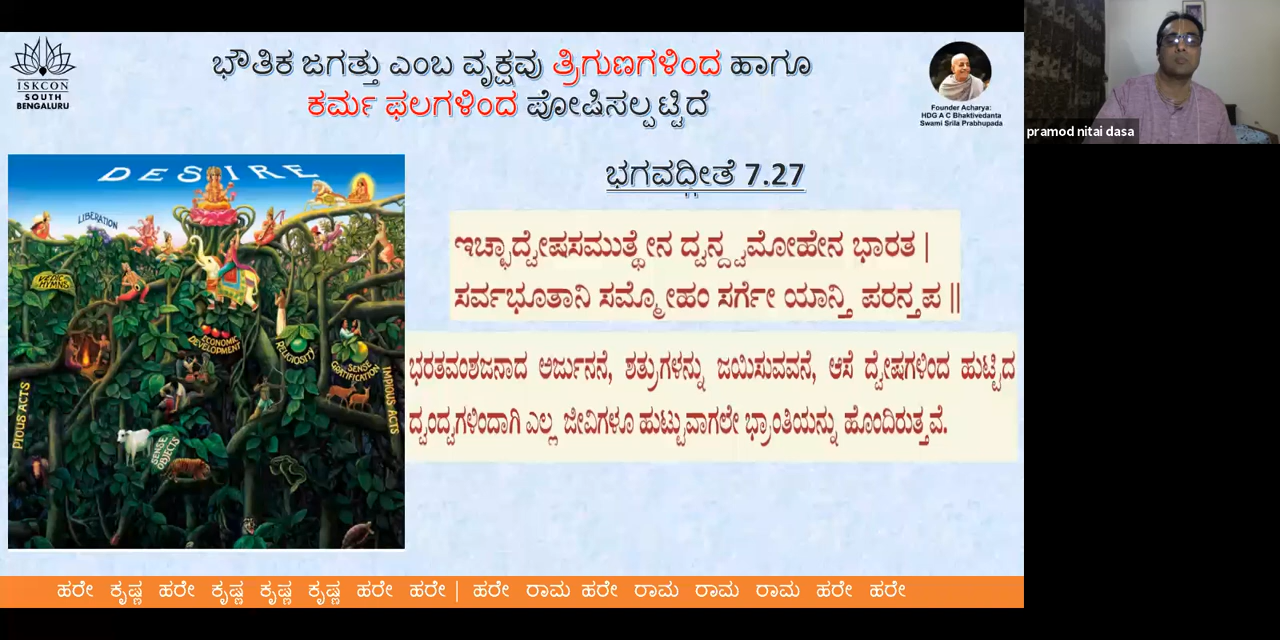 ISKCON
SOUTH
BENGALURU
ಭೌತಿಕ ಜಗತ್ತು ಎಂಬ ವೃಕ್ಷವು ತ್ರಿಗುಣಗಳಿಂದ ಹಾಗೂ
ಕರ್ಮ ಫಲಗಳಿಂದ ಪೋಷಿಸಲ್ಪಟ್ಟಿದೆ
Founder Acharya:
HDG A C Bhaktivedanta
Swami Srila Prabhupada
pramod nitai dasa
DESIRE
LIBERATION
VEDIC
HYMNS
ECONOMIC
DEVELOPMENT
RELIGIOSITY
SENSE
GRATIFICATION
PIOUS ACTS
IMPIOUS ACTS
SENSE
OBJECTS
ಭಗವದ್ಗೀತೆ 7.27
ಇಚ್ಛಾದ್ವೇಷಸಮುತ್ಥೇನ ದ್ವನ್ದ್ವಮೋಹೇನ ಭಾರತ |
ಸರ್ವಭೂತಾನಿ ಸಮ್ಮೋಹಂ ಸರ್ಗೇ ಯಾನ್ತಿ ಪರನ್ತಪ ||
ಭರತವಂಶಜನಾದ ಅರ್ಜುನನೆ, ಶತ್ರುಗಳನ್ನು ಜಯಿಸುವವನೆ, ಆಸೆ ದ್ವೇಷಗಳಿಂದ ಹುಟ್ಟಿದ
ದ್ವಂದ್ವಗಳಿಂದಾಗಿ ಎಲ್ಲ ಜೀವಿಗಳೂ ಹುಟ್ಟುವಾಗಲೇ ಭ್ರಾಂತಿಯನ್ನು ಹೊಂದಿರುತ್ತವೆ.
ಹರೇ ಕೃಷ್ಣ ಹರೇ ಕೃಷ್ಣ ಕೃಷ್ಣ ಕೃಷ್ಣ ಹರೇ ಹರೇ | ಹರೇ ರಾಮ ಹರೇ ರಾಮ ರಾಮ ರಾಮ ಹರೇ ಹರೇ